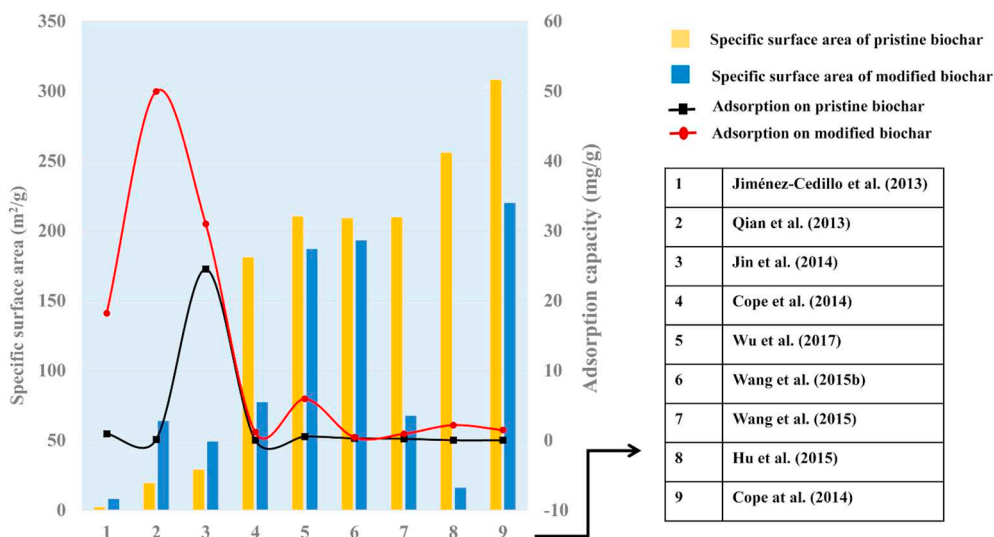 350
300
250
200
150
100
50
0
Specific surface area (m²/g)
1 2 3 4 5 6 7 8 9
60
50
40
30
20
10
0
-10
Adsorption capacity (mg/g)
Specific surface area of pristine biochar
Specific surface area of modified biochar
Adsorption on pristine biochar
Adsorption on modified biochar
1 Jiménez-Cedillo et al. (2013)
2 Qian et al. (2013)
3 Jin et al. (2014)
4 Cope et al. (2014)
5 Wu et al. (2017)
6 Wang et al. (2015b)
7 Wang et al. (2015)
8 Hu et al. (2015)
9 Cope at al. (2014)